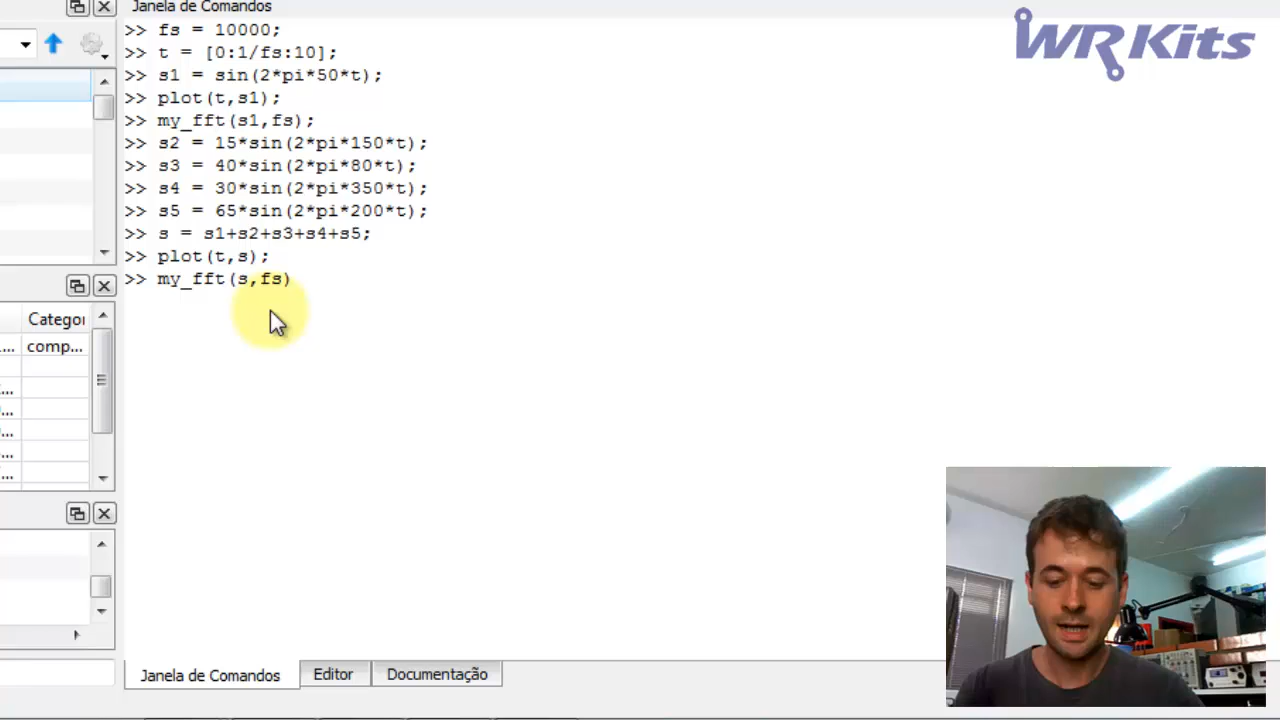 Janela de Comandos
WR Kits
>> fs = 10000;
>> t = [0:1/fs:10];
>> s1 = sin(2*pi*50*t);
>> plot(t,s1);
>> my_fft(s1,fs);
>> s2 = 15*sin(2*pi*150*t);
>> s3 = 40*sin(2*pi*80*t);
>> s4 = 30*sin(2*pi*350*t);
>> s5 = 65*sin(2*pi*200*t);
>> s = s1+s2+s3+s4+s5;
>> plot(t,s);
>> my_fft(s,fs)
Categor
... comp...
Janela de Comandos
Editor
Documentação